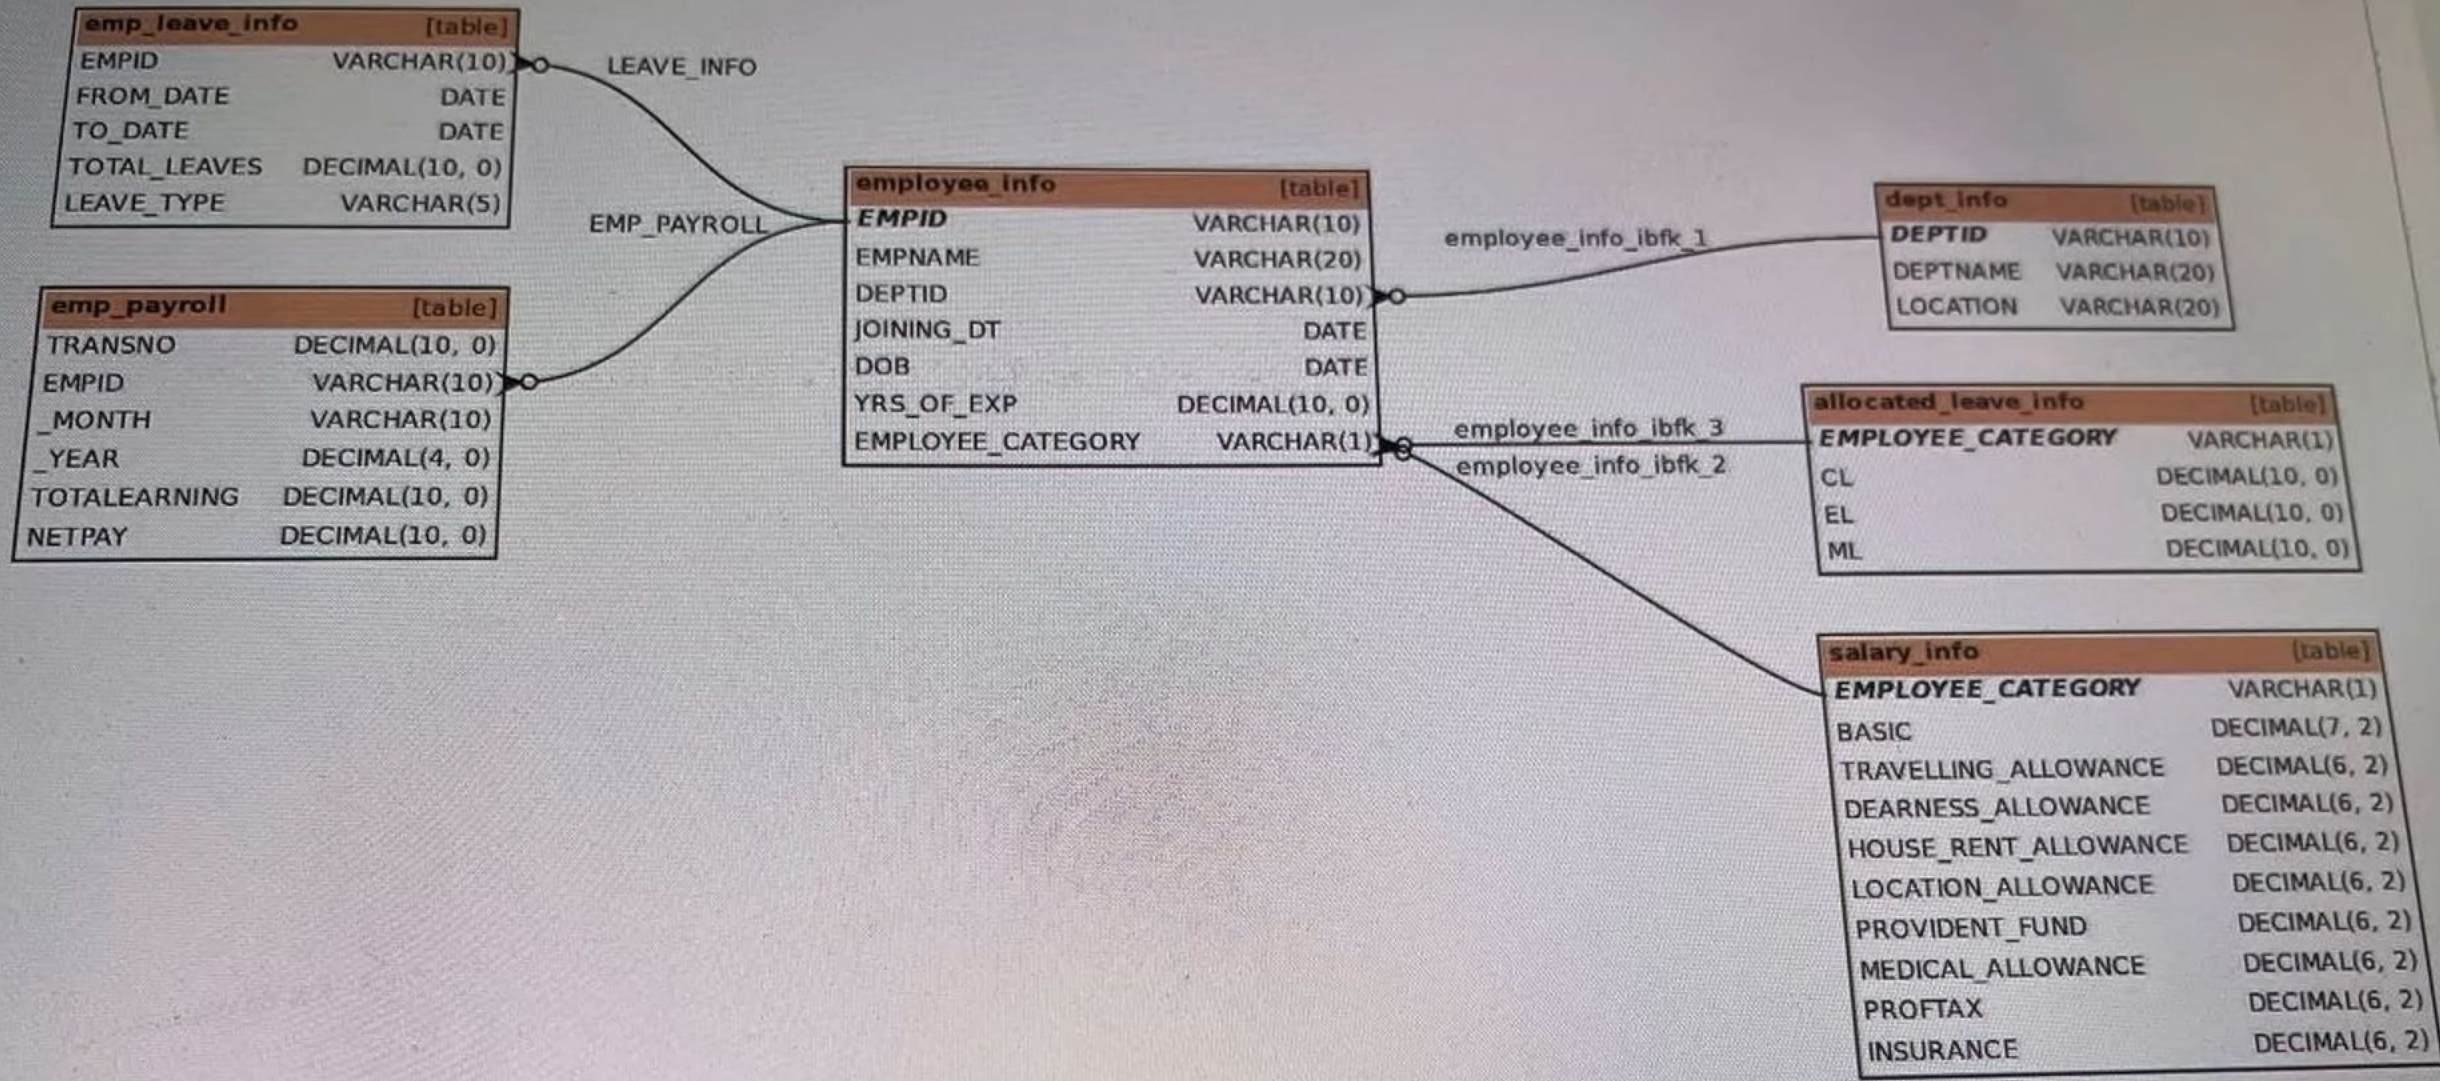 emp_leave_info [table]
EMPID VARCHAR(10)
FROM_DATE DATE
TO_DATE DATE
TOTAL_LEAVES DECIMAL(10, 0)
LEAVE_TYPE VARCHAR(5)
LEAVE_INFO
EMP_PAYROLL
emp_payroll [table]
TRANSNO DECIMAL(10, 0)
EMPID VARCHAR(10)
_MONTH VARCHAR(10)
_YEAR DECIMAL(4, 0)
TOTALEARNING DECIMAL(10, 0)
NETPAY DECIMAL(10, 0)
employee_info [table]
EMPID VARCHAR(10)
EMPNAME VARCHAR(20)
DEPTID VARCHAR(10)
JOINING_DT DATE
DOB DATE
YRS_OF_EXP DECIMAL(10, 0)
EMPLOYEE_CATEGORY VARCHAR(1)
employee_info_ibfk_1
employee_info_ibfk_3
employee_info_ibfk_2
dept_info [table]
DEPTID VARCHAR(10)
DEPTNAME VARCHAR(20)
LOCATION VARCHAR(20)
allocated_leave_info [table]
EMPLOYEE_CATEGORY VARCHAR(1)
CL DECIMAL(10, 0)
EL DECIMAL(10, 0)
ML DECIMAL(10, 0)
salary_info [table]
EMPLOYEE_CATEGORY VARCHAR(1)
BASIC DECIMAL(7, 2)
TRAVELLING_ALLOWANCE DECIMAL(6, 2)
DEARNESS_ALLOWANCE DECIMAL(6, 2)
HOUSE_RENT_ALLOWANCE DECIMAL(6, 2)
LOCATION_ALLOWANCE DECIMAL(6, 2)
PROVIDENT_FUND DECIMAL(6, 2)
MEDICAL_ALLOWANCE DECIMAL(6, 2)
PROFTAX DECIMAL(6, 2)
INSURANCE DECIMAL(6, 2)